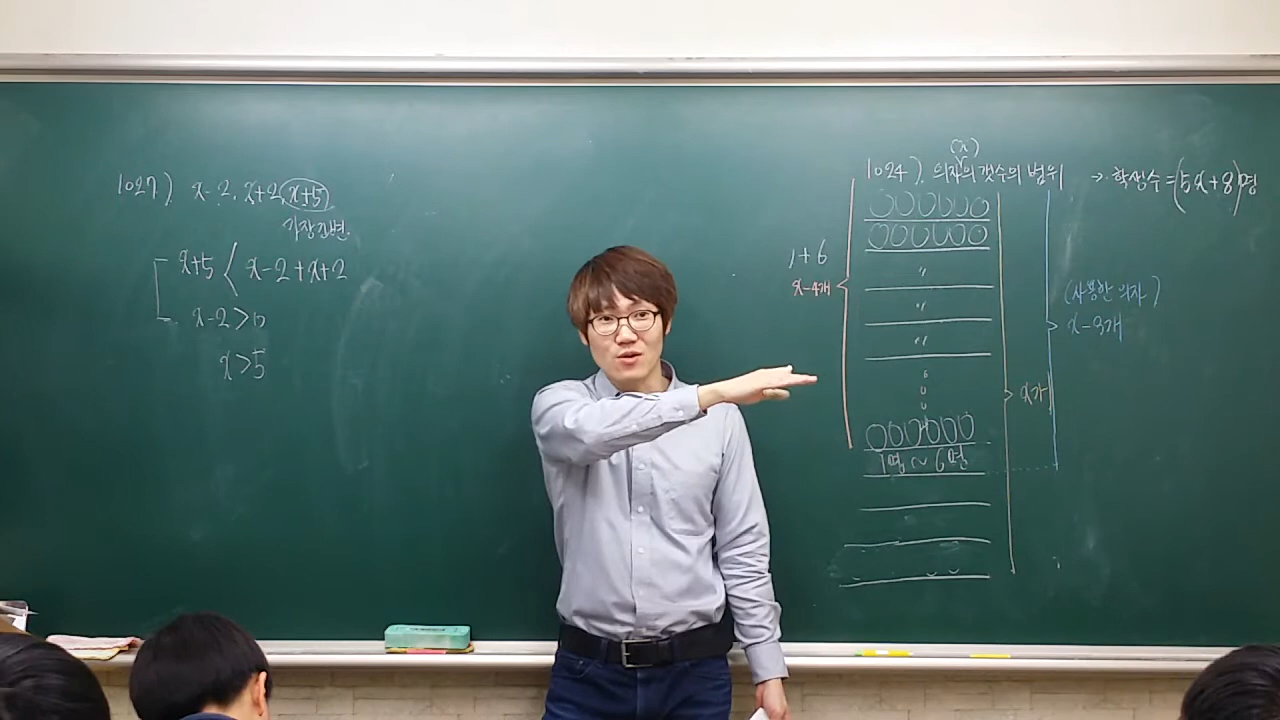 1027) x-2, x+2, x+5
가장 긴변.
x+5 < x-2+x+2
x-2>0
x>5
(x)
1024) 의자의 갯수의 범위 → 학생수=(5x+8)명
1+6
x-4개
〃
〃
〃
1명~6명
x개
(사용한 의자)
x-3개